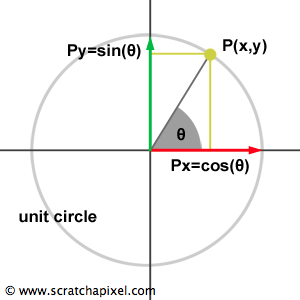 Py=sin(θ)
P(x,y)
θ
Px=cos(θ)
unit circle
© www.scratchapixel.com